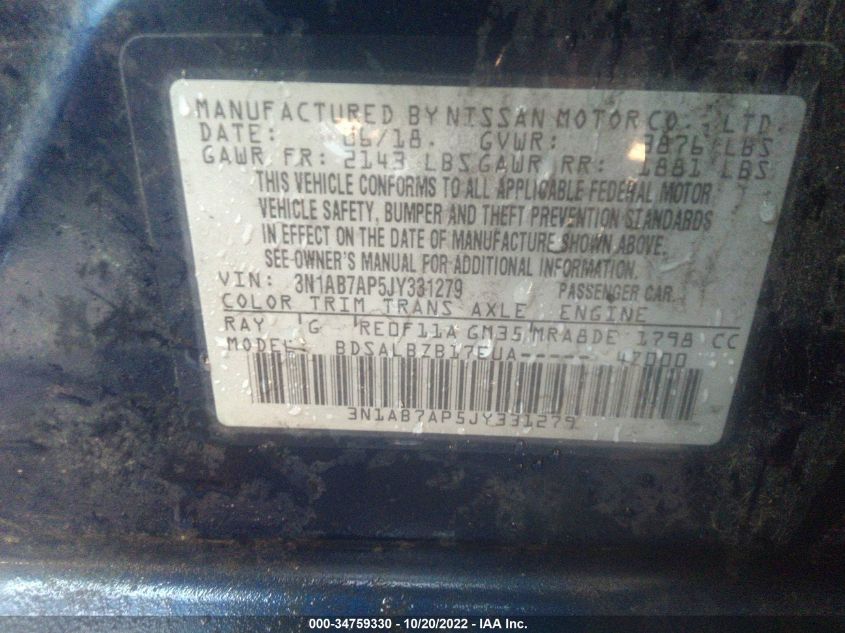 MANUFACTURED BY NISSAN MOTOR CO., LTD.
DATE: 06/18. GVWR: 3876 LBS
GAWR FR: 2143 LBS GAWR RR: 1881 LBS
THIS VEHICLE CONFORMS TO ALL APPLICABLE FEDERAL MOTOR
VEHICLE SAFETY, BUMPER AND THEFT PREVENTION STANDARDS
IN EFFECT ON THE DATE OF MANUFACTURE SHOWN ABOVE.
SEE OWNER'S MANUAL FOR ADDITIONAL INFORMATION.
VIN: 3N1AB7AP5JY331279 PASSENGER CAR
COLOR TRIM TRANS AXLE ENGINE
RAY G RE0F11A GM35 MRA8DE 1798 CC
MODEL: BDSALBZB17EUA----- 47000
3N1AB7AP5JY331279
000-34759330 - 10/20/2022 - IAA Inc.